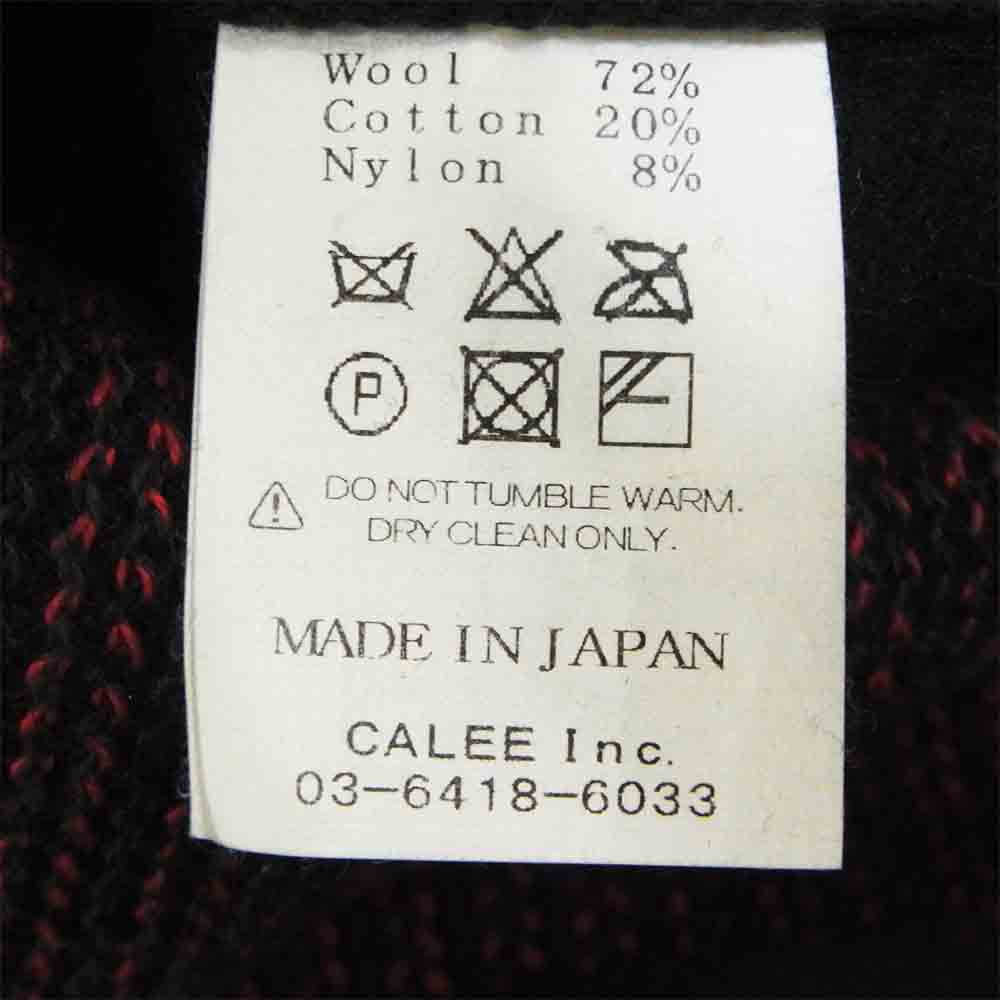 Wool 72%
Cotton 20%
Nylon 8%
P
DO NOT TUMBLE WARM.
DRY CLEAN ONLY.
MADE IN JAPAN
CALEE Inc.
03-6418-6033